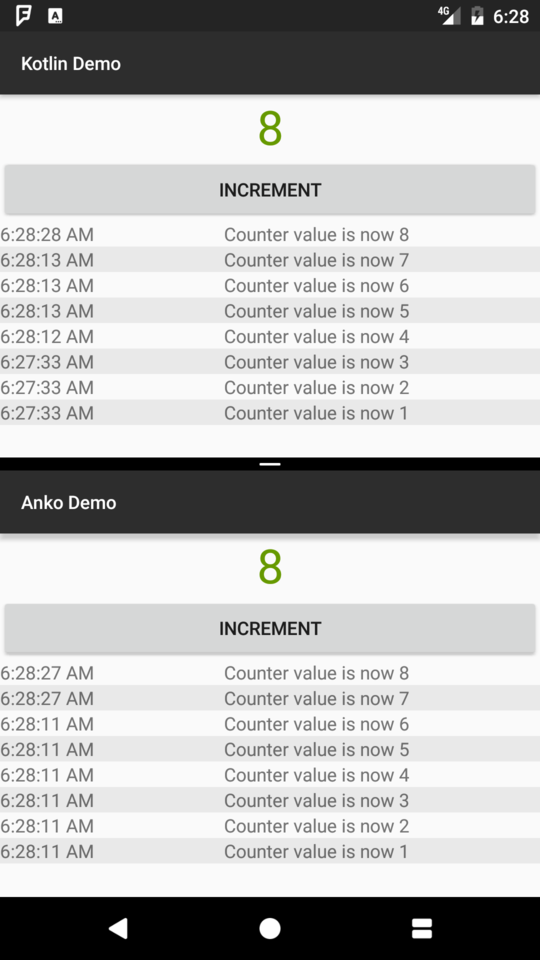 4G 6:28
Kotlin Demo
8
INCREMENT
6:28:28 AM Counter value is now 8
6:28:13 AM Counter value is now 7
6:28:13 AM Counter value is now 6
6:28:13 AM Counter value is now 5
6:28:12 AM Counter value is now 4
6:27:33 AM Counter value is now 3
6:27:33 AM Counter value is now 2
6:27:33 AM Counter value is now 1
Anko Demo
8
INCREMENT
6:28:27 AM Counter value is now 8
6:28:27 AM Counter value is now 7
6:28:11 AM Counter value is now 6
6:28:11 AM Counter value is now 5
6:28:11 AM Counter value is now 4
6:28:11 AM Counter value is now 3
6:28:11 AM Counter value is now 2
6:28:11 AM Counter value is now 1